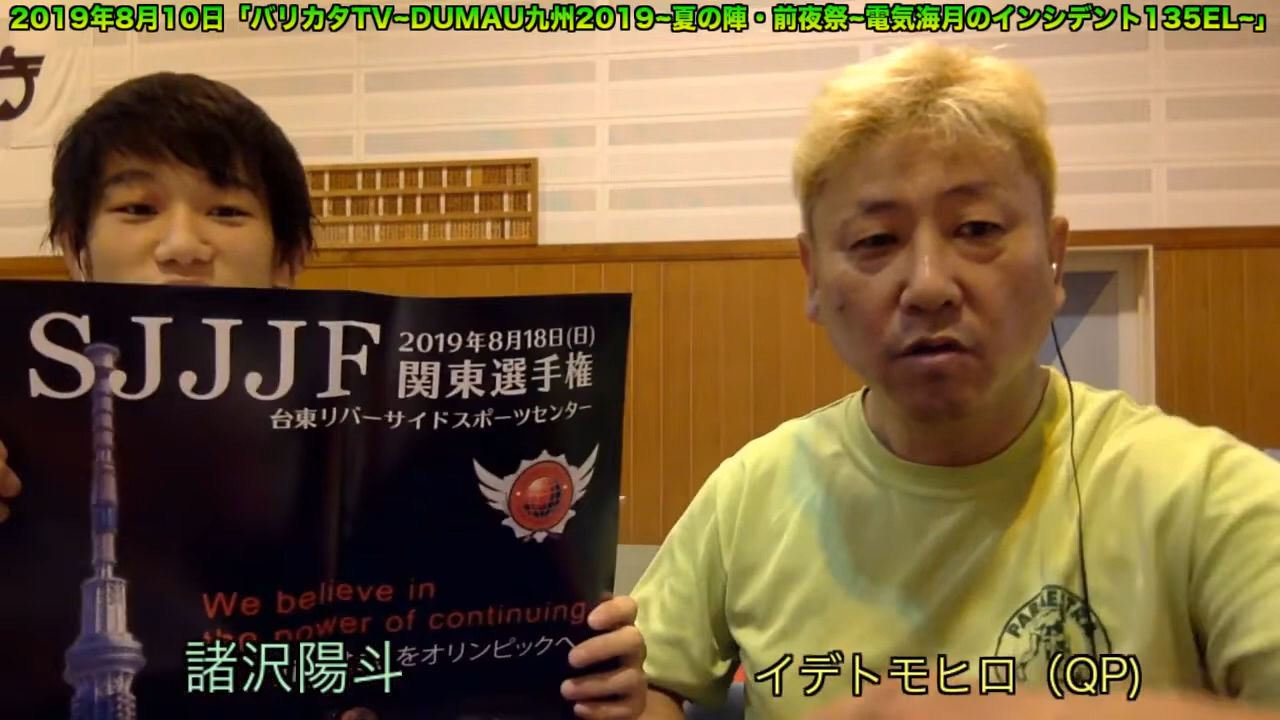 2019年8月10日「バリカタTV~DUMAU九州2019~夏の陣・前夜祭~電気海月のインシデント135EL~」
SJJJF
2019年8月18日(日)
関東選手権
台東リバーサイドスポーツセンター
We believe in
the power of continuing
をオリンピックへ
諸沢陽斗
イデトモヒロ (QP)